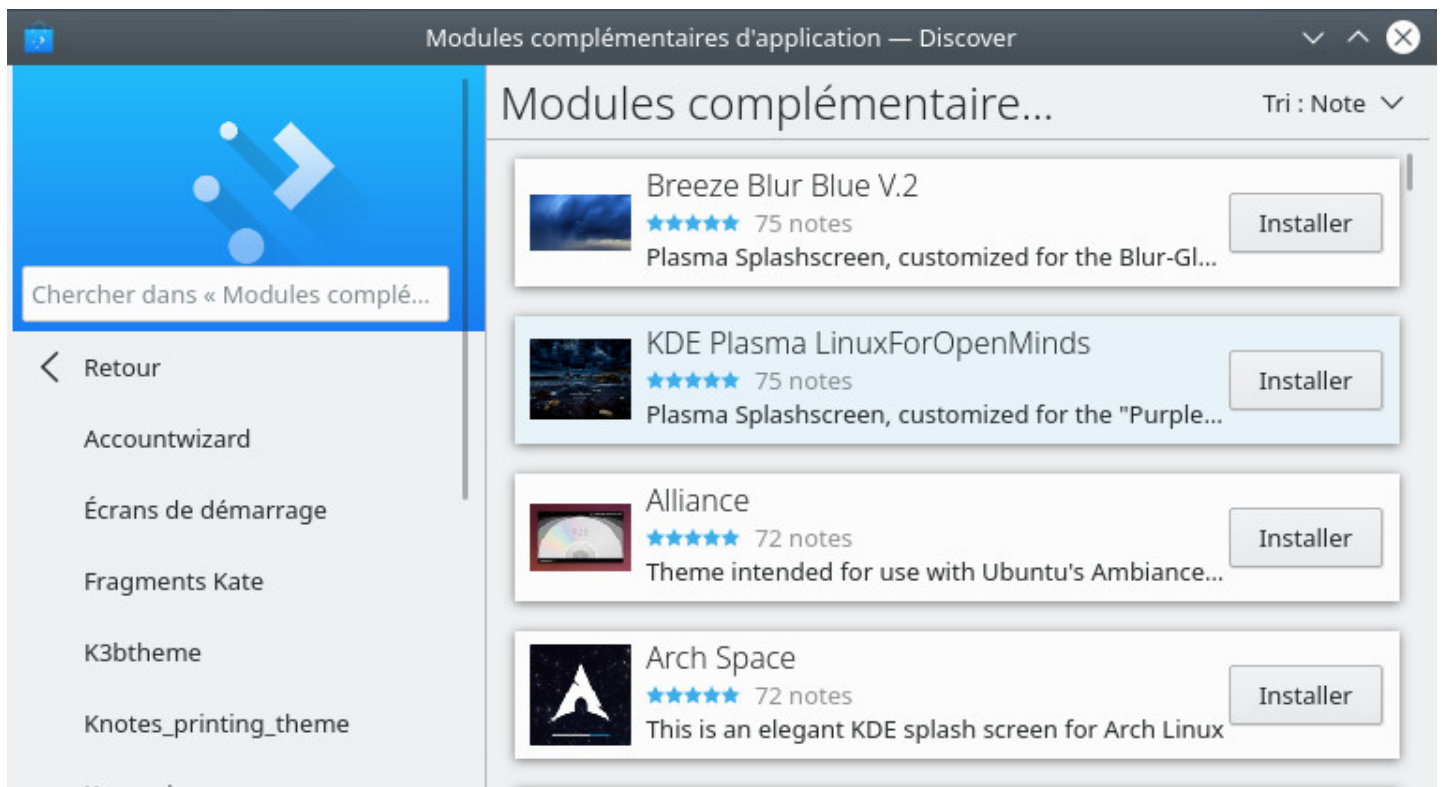 Modules complémentaires d'application — Discover
Modules complémentaire...
Tri : Note
Chercher dans « Modules complé...
Retour
Accountwizard
Écrans de démarrage
Fragments Kate
K3btheme
Knotes_printing_theme
Breeze Blur Blue V.2
75 notes
Plasma Splashscreen, customized for the Blur-Gl...
Installer
KDE Plasma LinuxForOpenMinds
75 notes
Plasma Splashscreen, customized for the "Purple...
Installer
Alliance
72 notes
Theme intended for use with Ubuntu's Ambiance...
Installer
Arch Space
72 notes
This is an elegant KDE splash screen for Arch Linux
Installer